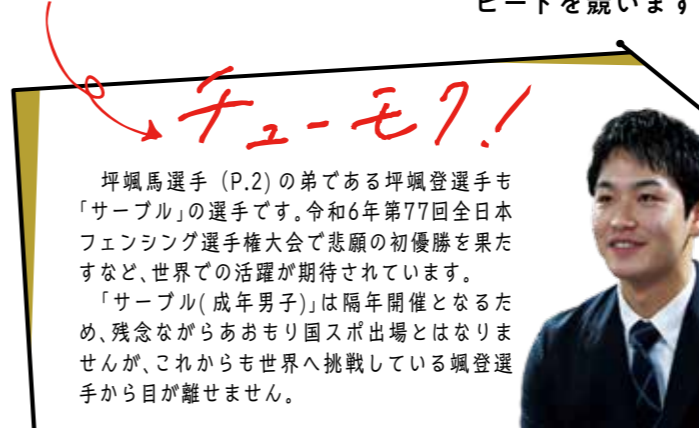 ピードを競います
チューモク!
坪颯馬選手(P.2)の弟である坪颯登選手も
「サーブル」の選手です。令和6年第77回全日本
フェンシング選手権大会で悲願の初優勝を果た
すなど、世界での活躍が期待されています。
「サーブル(成年男子)」は隔年開催となるた
め、残念ながらあおもり国スポ出場とはなりま
せんが、これからも世界へ挑戦している颯登選
手から目が離せません。